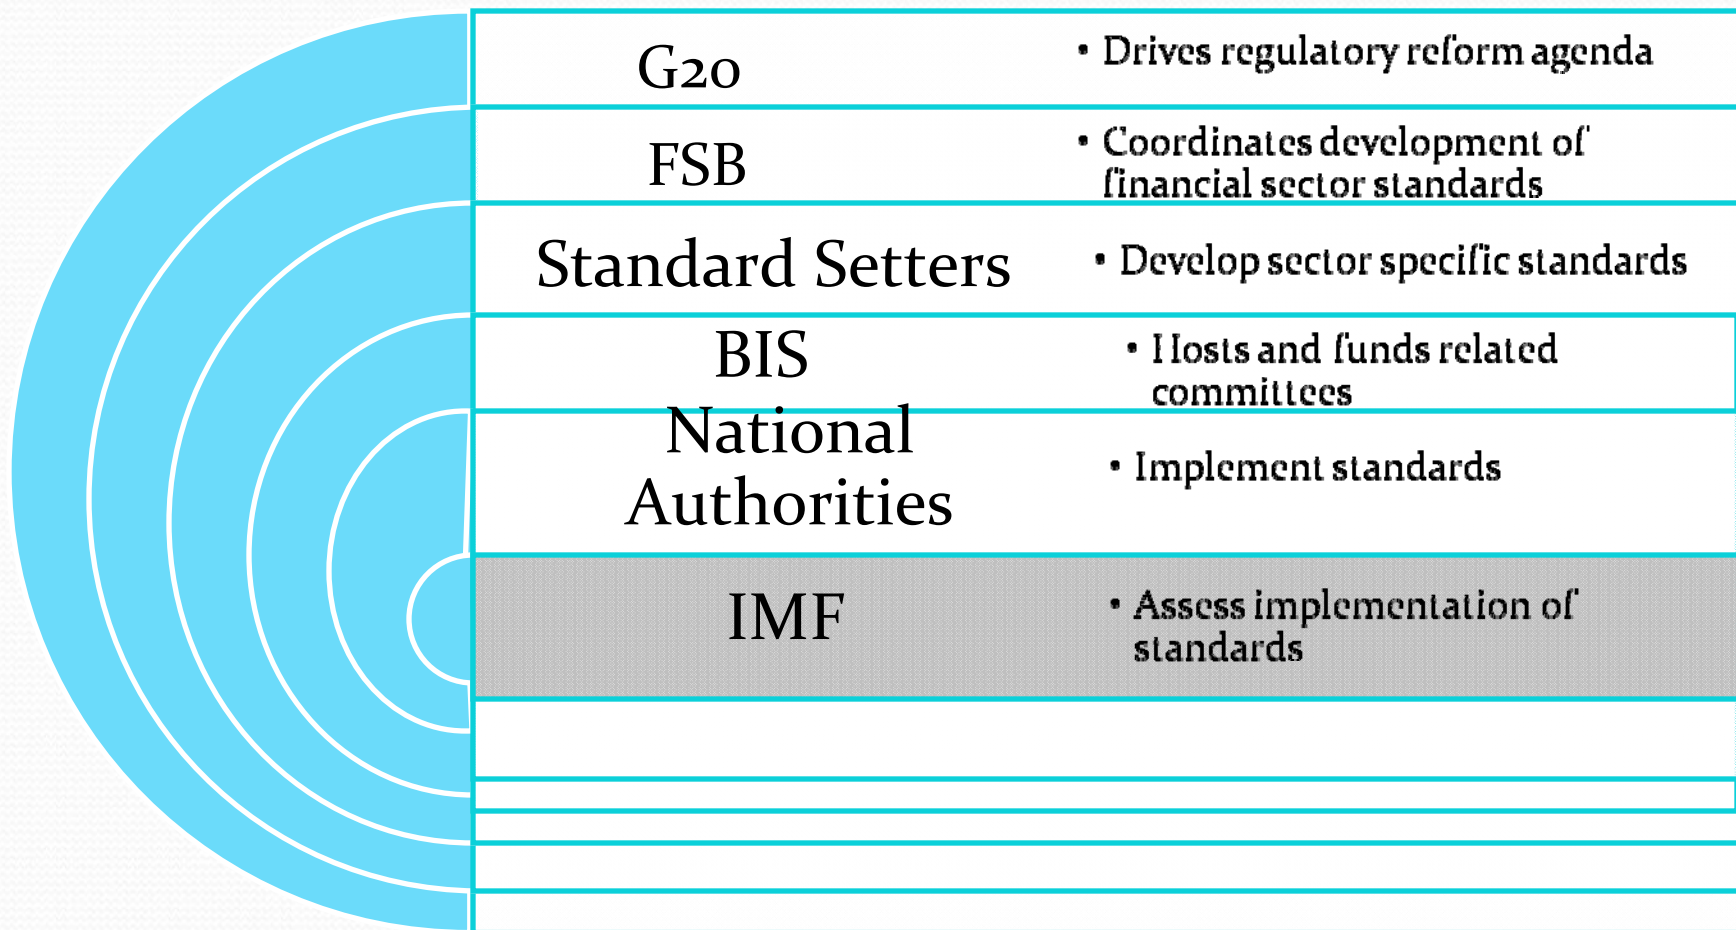 G20
• Drives regulatory reform agenda
FSB
• Coordinates development of
financial sector standards
Standard Setters
• Develop sector specific standards
BIS
• Hosts and funds related
committees
National
Authorities
• Implement standards
IMF
• Assess implementation of
standards